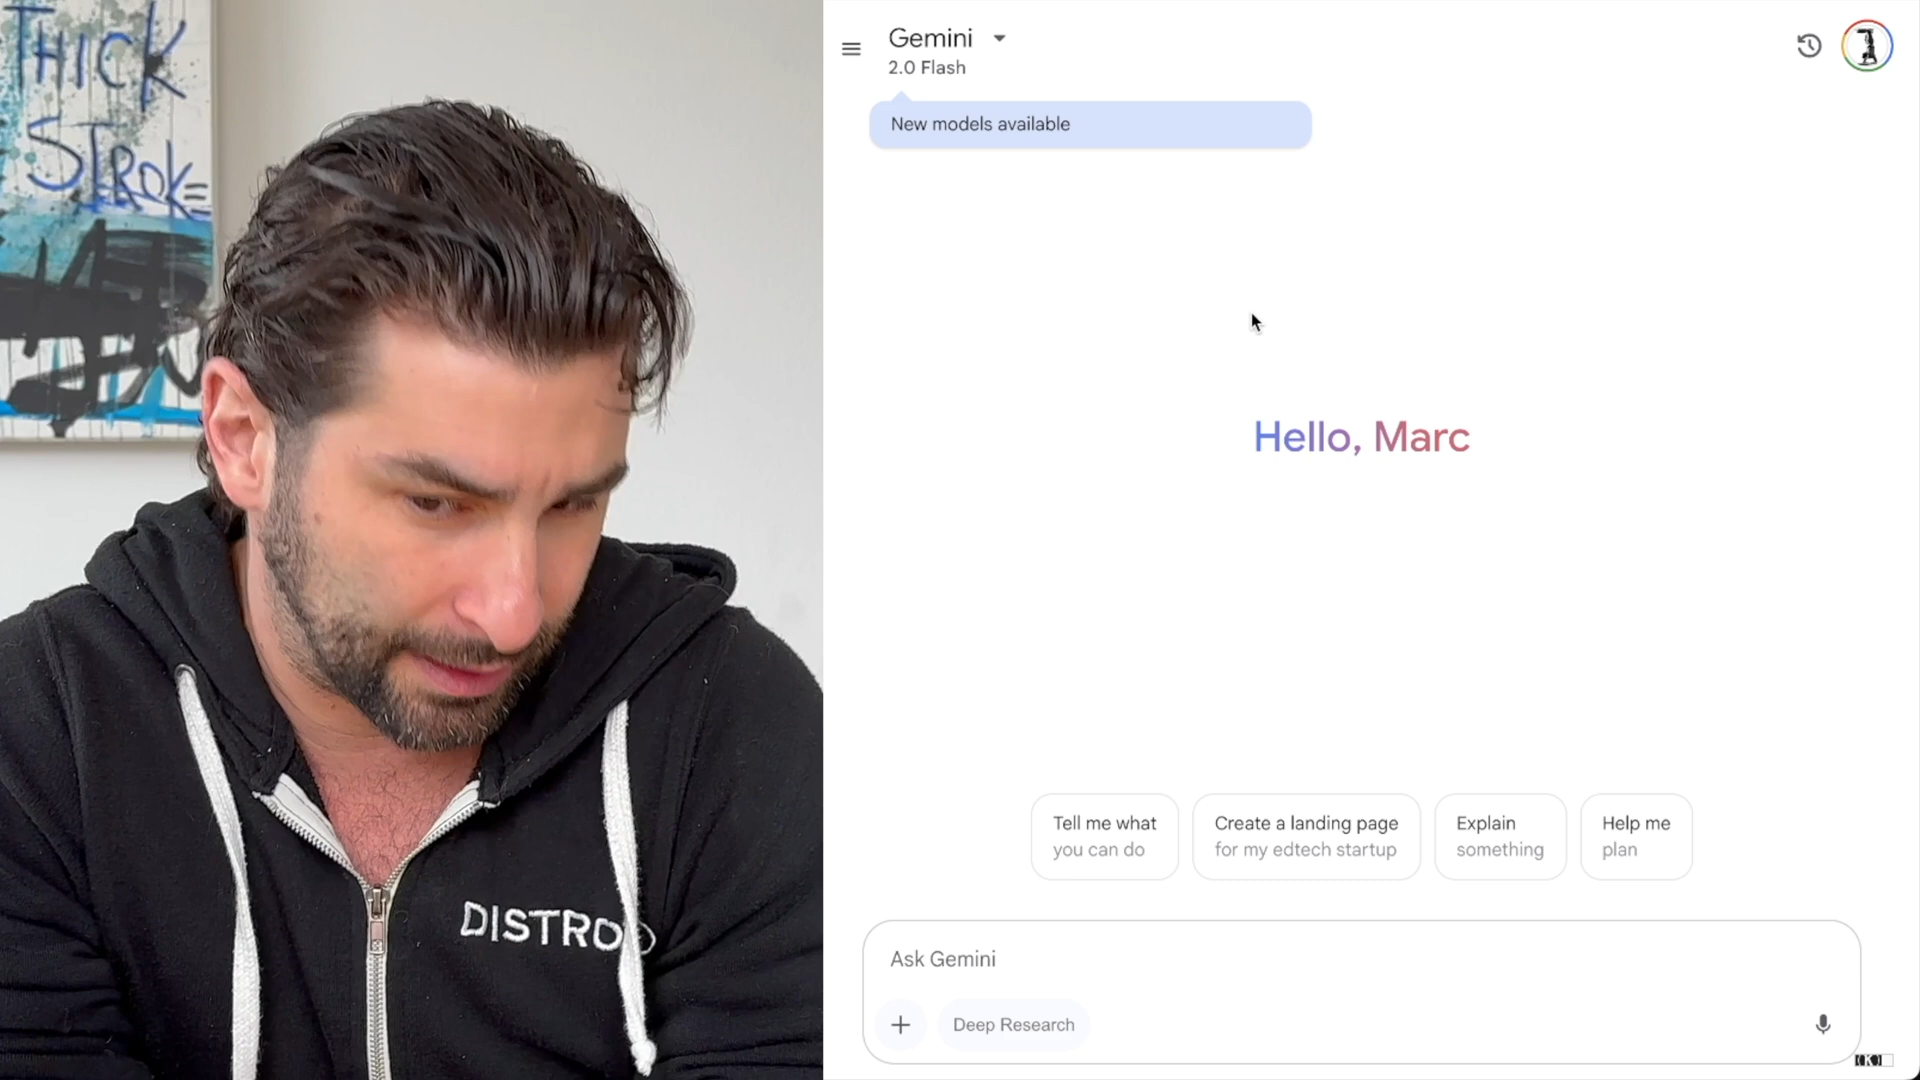 THICK
STROKE
DISTRO
Gemini
2.0 Flash
New models available
Hello, Marc
Tell me what
you can do
Create a landing page
for my edtech startup
Explain
something
Help me
plan
Ask Gemini
Deep Research